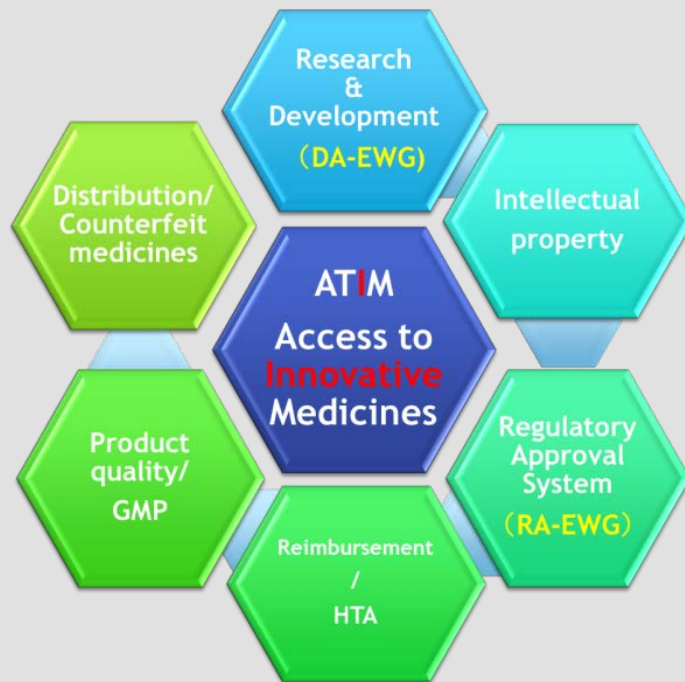 Research
&
Development
（DA-EWG)
Intellectual
property
Regulatory
Approval
System
（RA-EWG）
Reimbursement
/
HTA
Product
quality/
GMP
Distribution/
Counterfeit
medicines
ATIM
Access to
Innovative
Medicines